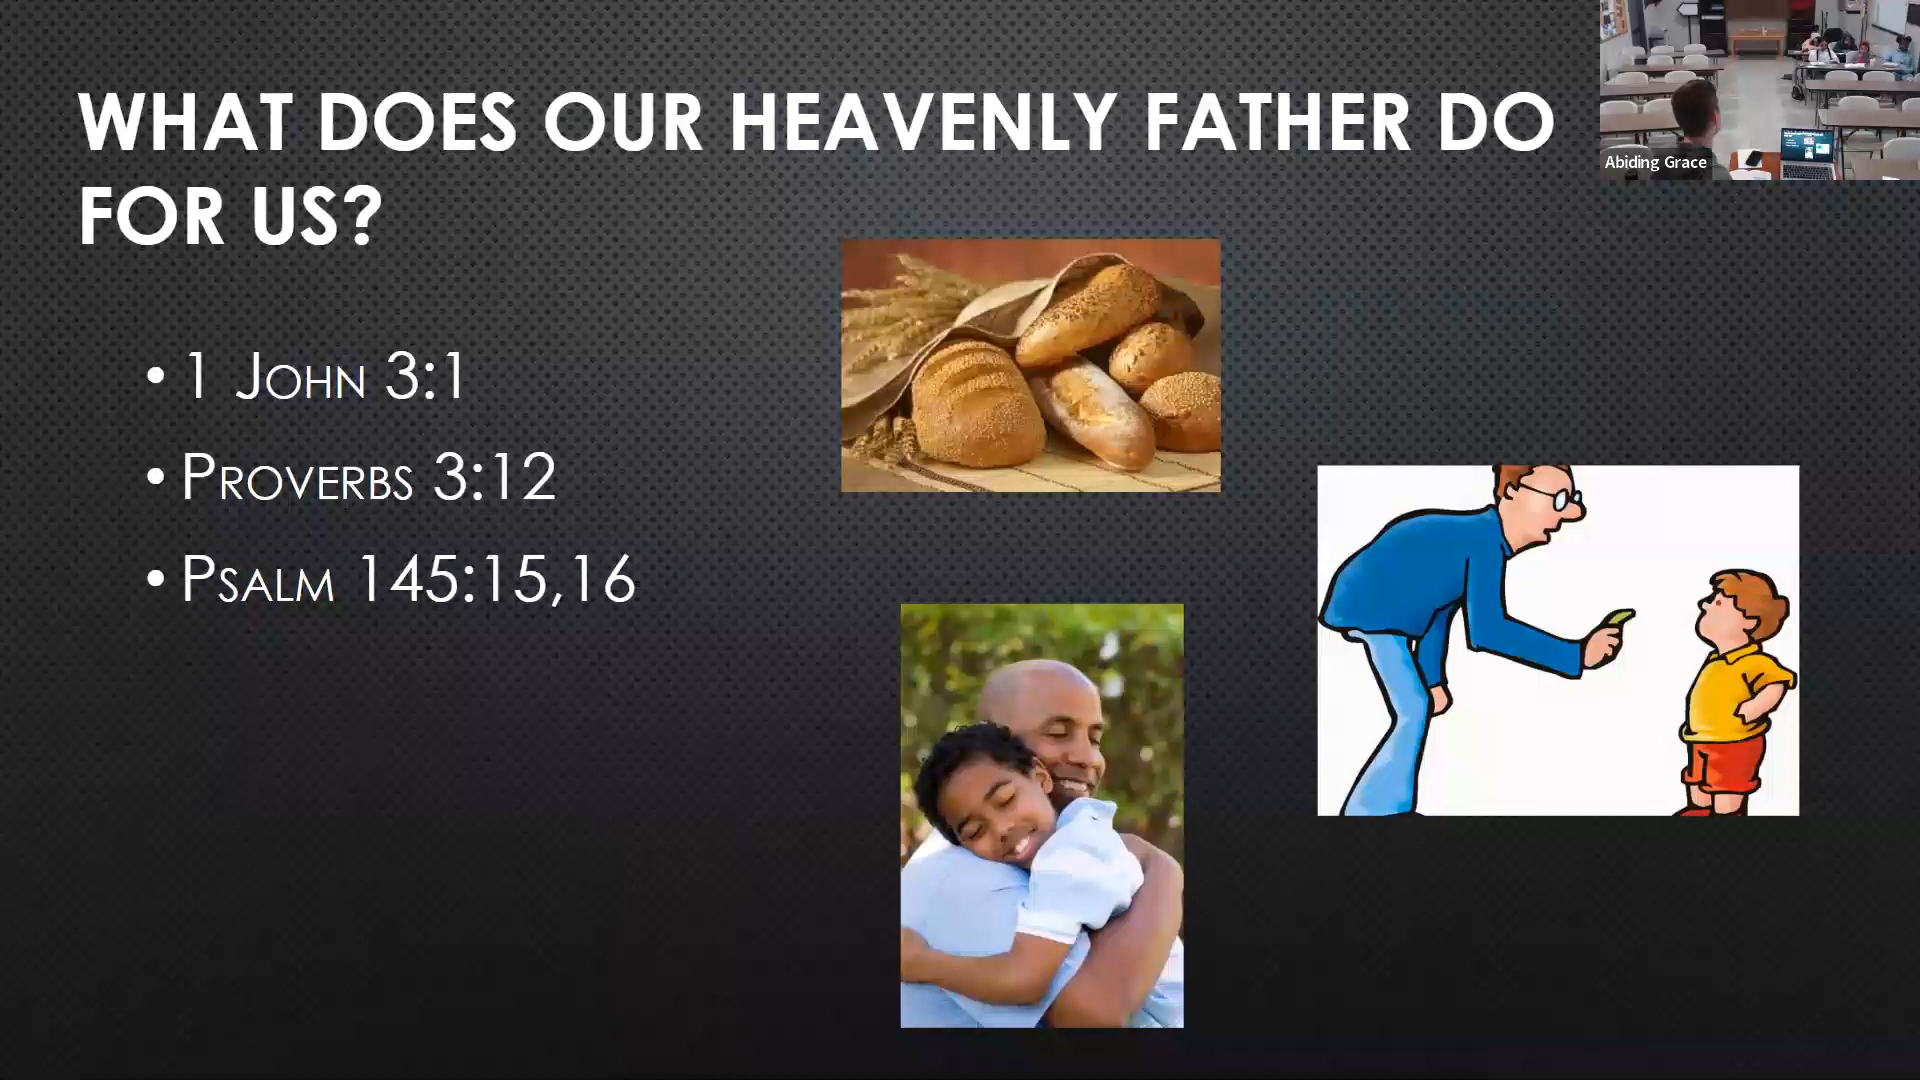 WHAT DOES OUR HEAVENLY FATHER DO
FOR US?
• 1 JOHN 3:1
• PROVERBS 3:12
• PSALM 145:15,16
Abiding Grace